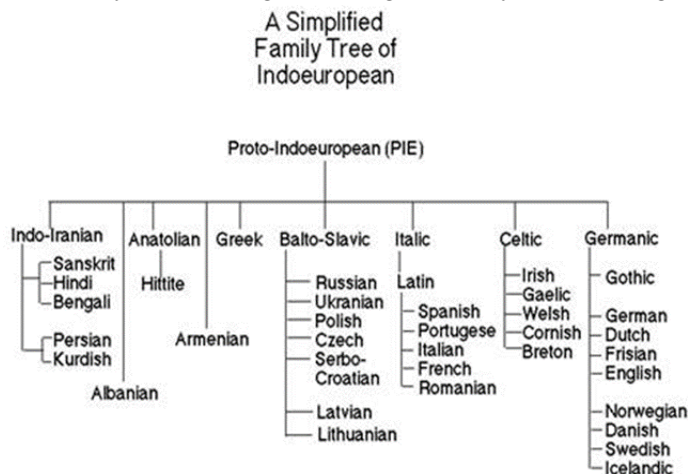 A Simplified
Family Tree of
Indoeuropean
Proto-Indoeuropean (PIE)
Indo-Iranian
Sanskrit
Hindi
Bengali
Persian
Kurdish
Albanian
Anatolian
Hittite
Armenian
Greek
Balto-Slavic
Russian
Ukranian
Polish
Czech
Serbo-
Croatian
Latvian
Lithuanian
Italic
Latin
Spanish
Portugese
Italian
French
Romanian
Celtic
Irish
Gaelic
Welsh
Cornish
Breton
Germanic
Gothic
German
Dutch
Frisian
English
Norwegian
Danish
Swedish
Icelandic